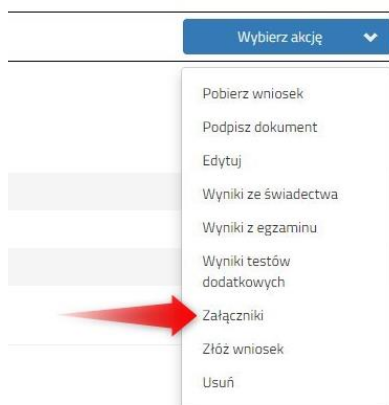 Wybierz akcję
Pobierz wniosek
Podpisz dokument
Edytuj
Wyniki ze świadectwa
Wyniki z egzaminu
Wyniki testów
dodatkowych
Załączniki
Złóż wniosek
Usuń